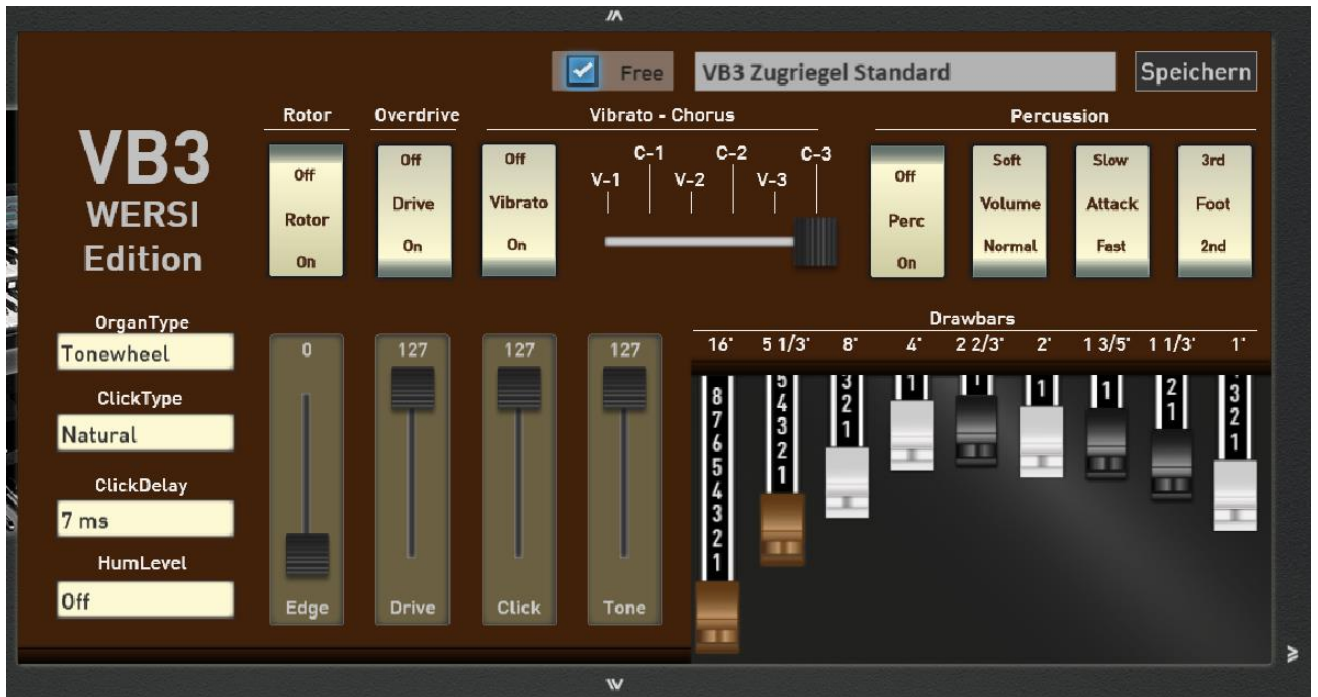 Free
VB3 Zugriegel Standard
Speichern
VB3
WERSI
Edition
Rotor
Off
Rotor
On
Overdrive
Off
Drive
On
Vibrato - Chorus
Off
Vibrato
On
C-1 C-2 C-3
V-1 V-2 V-3
Percussion
Off
Perc
On
Soft
Volume
Normal
Slow
Attack
Fast
3rd
Foot
2nd
OrganType
Tonewheel
ClickType
Natural
ClickDelay
7 ms
HumLevel
Off
0
Edge
127
Drive
127
Click
127
Tone
Drawbars
16' 5 1/3' 8' 4' 2 2/3' 2' 1 3/5' 1 1/3' 1'
8
7
6
5
4
3
2
1
5
4
3
2
1
3
2
1
1
1
1
1
2
1
3
2
1